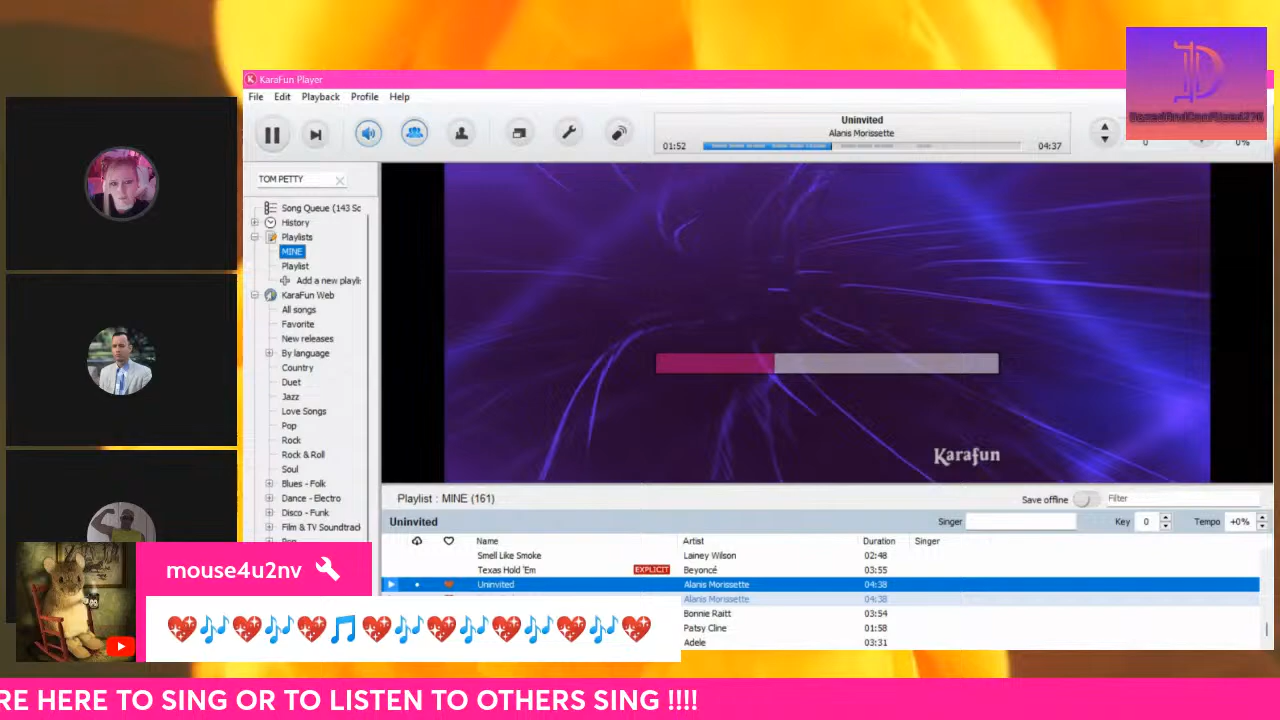 KaraFun Player
File Edit Playback Profile Help
Uninvited
Alanis Morissette
01:52
04:37
0
0%
TOM PETTY
Song Queue (143 Sc
History
Playlists
MINE
Playlist
Add a new playlis
KaraFun Web
All songs
Favorite
New releases
By language
Country
Duet
Jazz
Love Songs
Pop
Rock
Rock & Roll
Soul
Blues - Folk
Dance - Electro
Disco - Funk
Film & TV Soundtrack
Karafun
Playlist : MINE (161)
Save offline
Filter
Uninvited
Singer
Key 0
Tempo +0%
Name Artist Duration Singer
Smell Like Smoke Lainey Wilson 02:48
Texas Hold 'Em EXPLICIT Beyoncé 03:55
Uninvited Alanis Morissette 04:38
Alanis Morissette 04:38
Bonnie Raitt 03:54
Patsy Cline 01:58
Adele 03:31
mouse4u2nv
RE HERE TO SING OR TO LISTEN TO OTHERS SING !!!!